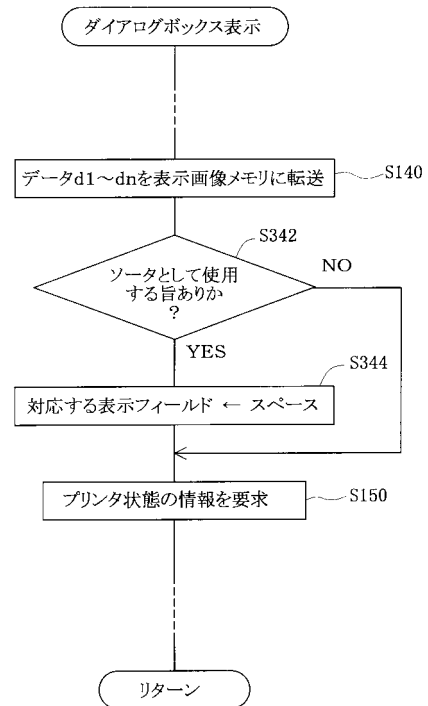 ダイアログボックス表示
データd1～dnを表示画像メモリに転送
S140
S342
ソータとして使用
する旨ありか
?
NO
YES
S344
対応する表示フィールド ← スペース
プリンタ状態の情報を要求
S150
リターン